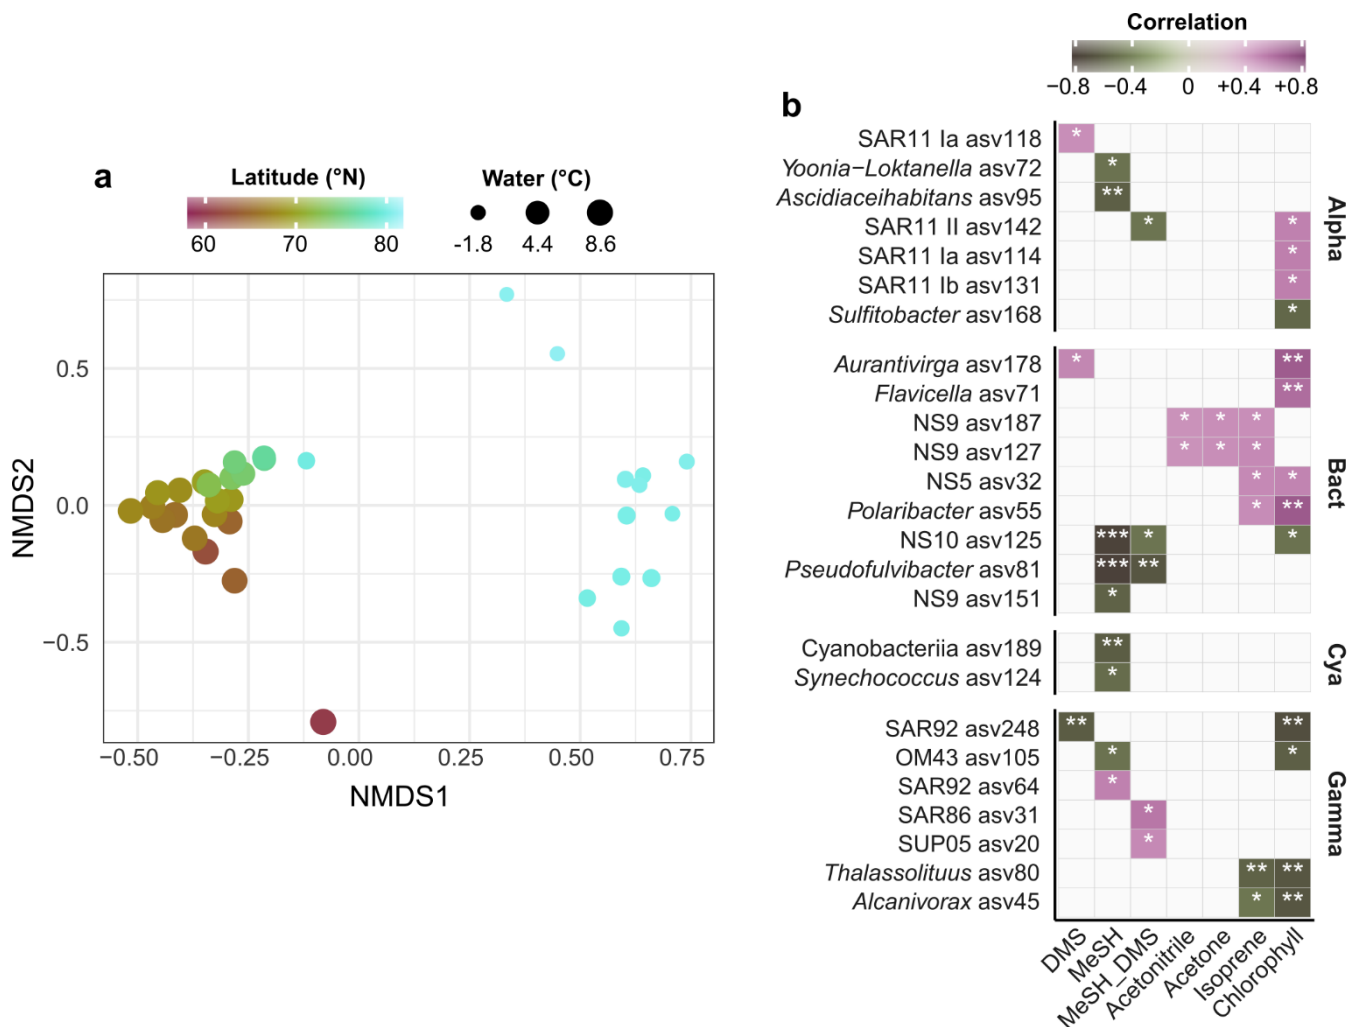 a
Latitude (°N)
60 70 80
Water (°C)
-1.8 4.4 8.6
NMDS2
0.5
0.0
−0.5
−0.50 −0.25 0.00 0.25 0.50 0.75
NMDS1
b
Correlation
−0.8 −0.4 0 +0.4 +0.8
SAR11 Ia asv118 *
Yoonia−Loktanella asv72 *
Ascidiaceihabitans asv95 **
SAR11 II asv142 * *
SAR11 Ia asv114 *
SAR11 Ib asv131 *
Sulfitobacter asv168 *
Alpha
Aurantivirga asv178 * **
Flavicella asv71 **
NS9 asv187 * * *
NS9 asv127 * * *
NS5 asv32 * *
Polaribacter asv55 * **
NS10 asv125 *** * *
Pseudofulvibacter asv81 *** **
NS9 asv151 *
Bact
Cyanobacteriia asv189 **
Synechococcus asv124 *
Cya
SAR92 asv248 ** **
OM43 asv105 * *
SAR92 asv64 *
SAR86 asv31 *
SUP05 asv20 *
Thalassolituus asv80 ** **
Alcanivorax asv45 * **
Gamma
DMS
MeSH
MeSH_DMS
Acetonitrile
Acetone
Isoprene
Chlorophyll